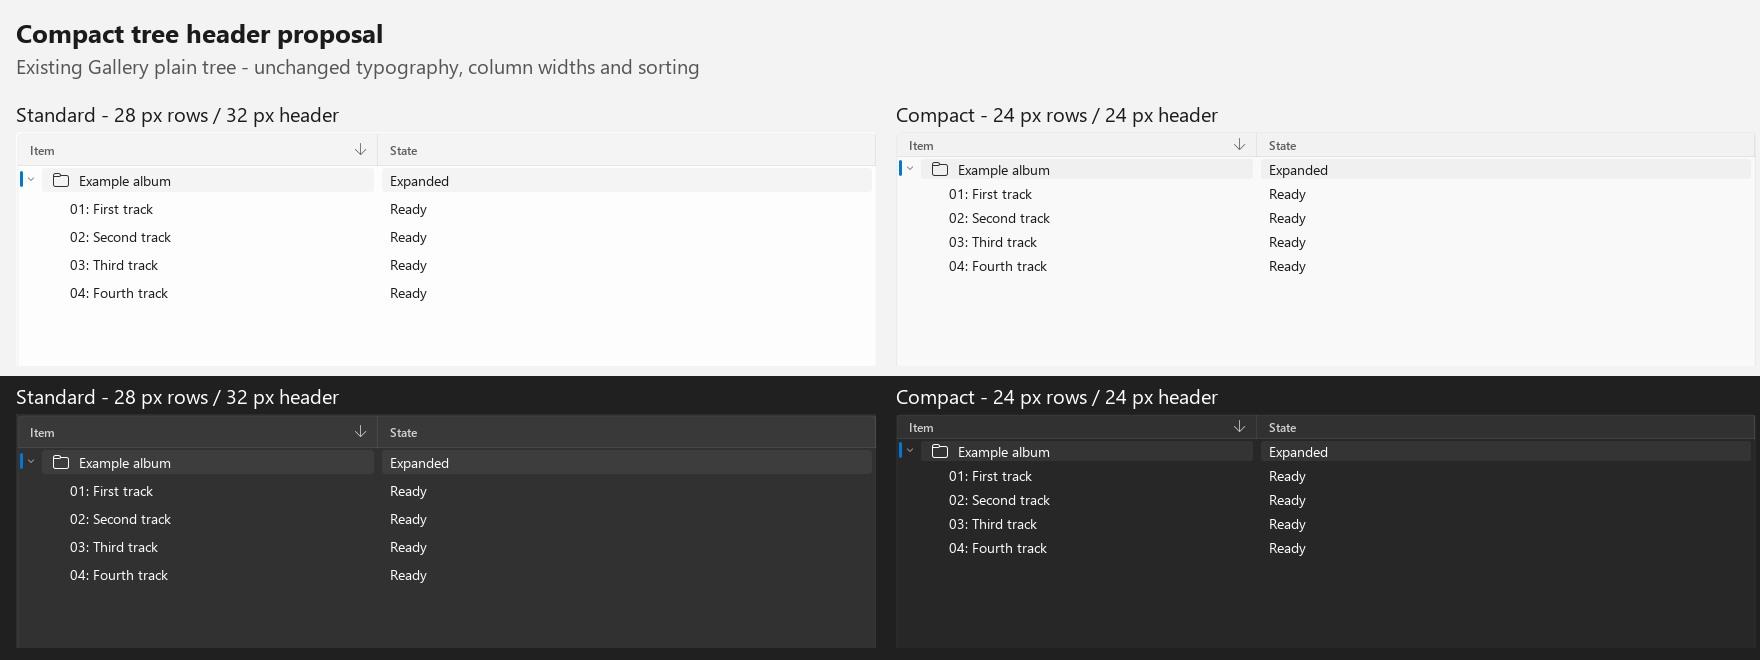 Compact tree header proposal
Existing Gallery plain tree - unchanged typography, column widths and sorting
Standard - 28 px rows / 32 px header
Item State
Example album Expanded
01: First track Ready
02: Second track Ready
03: Third track Ready
04: Fourth track Ready
Compact - 24 px rows / 24 px header
Item State
Example album Expanded
01: First track Ready
02: Second track Ready
03: Third track Ready
04: Fourth track Ready
Standard - 28 px rows / 32 px header
Item State
Example album Expanded
01: First track Ready
02: Second track Ready
03: Third track Ready
04: Fourth track Ready
Compact - 24 px rows / 24 px header
Item State
Example album Expanded
01: First track Ready
02: Second track Ready
03: Third track Ready
04: Fourth track Ready